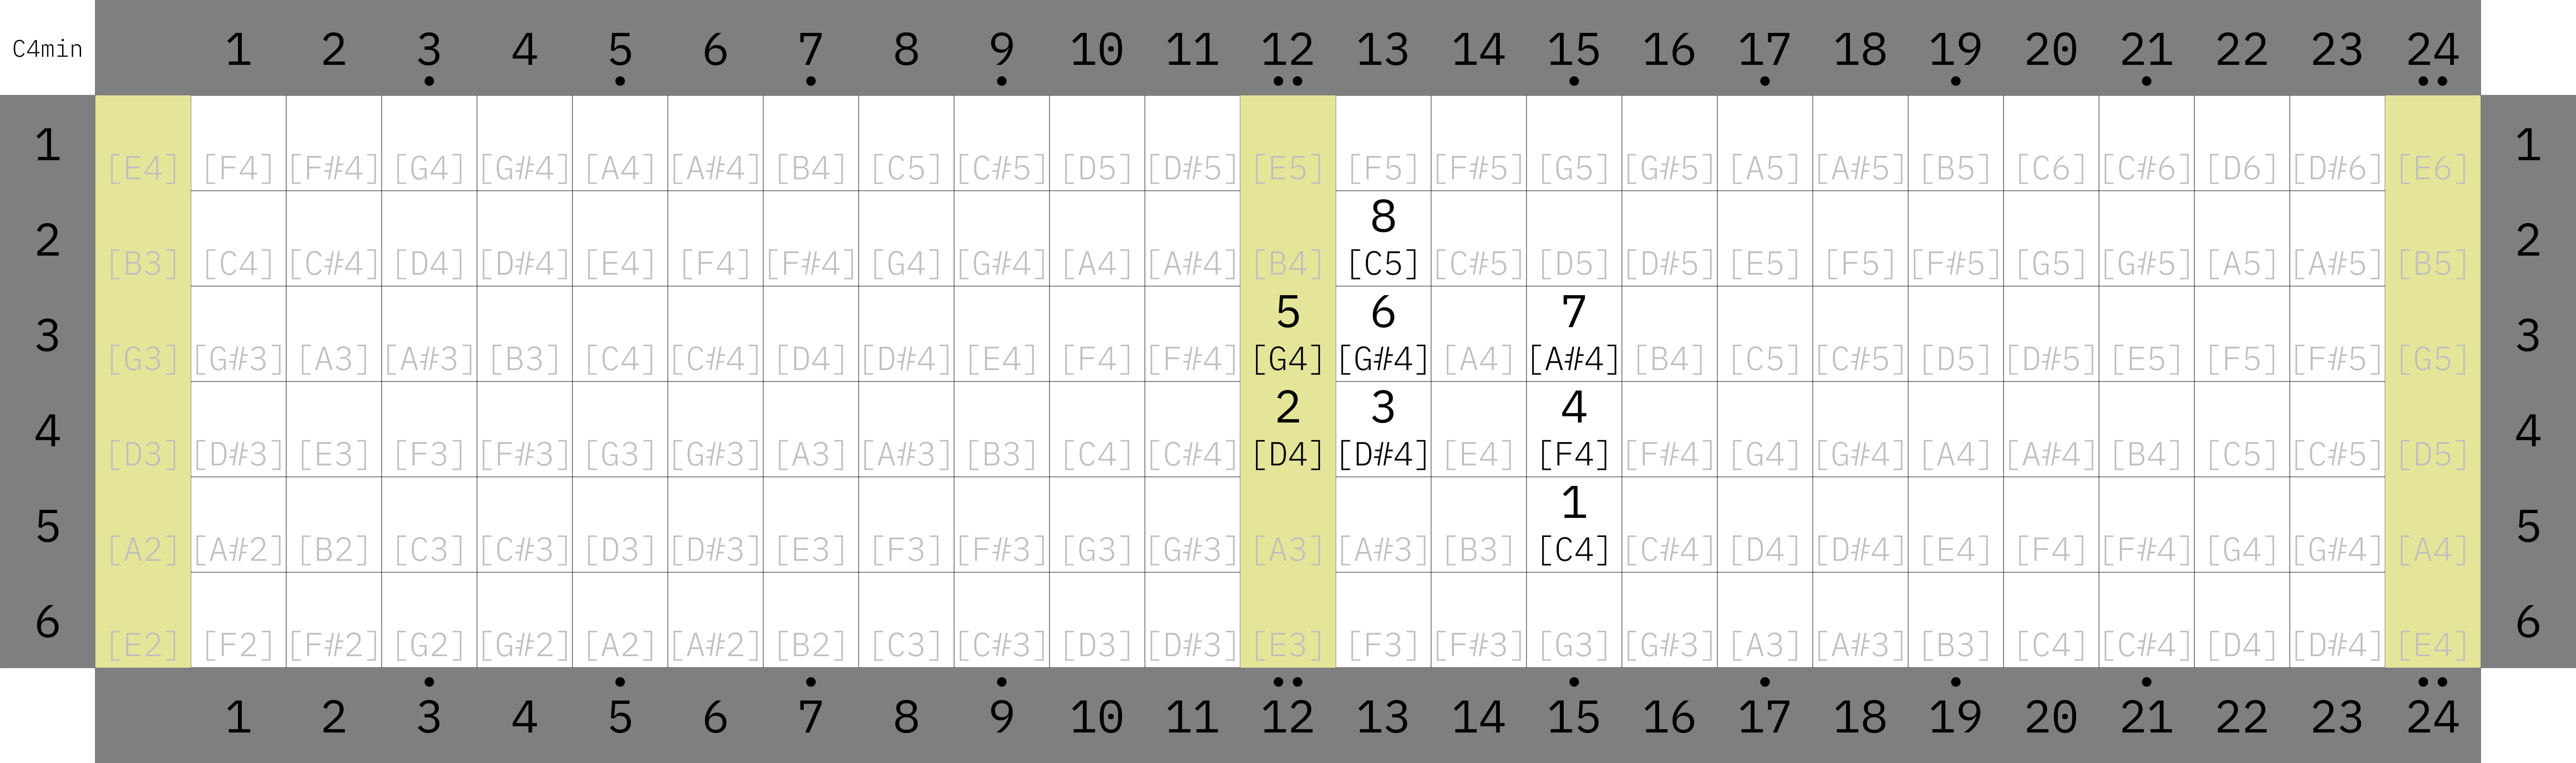 C4min 1 2 3 4 5 6 7 8 9 10 11 12 13 14 15 16 17 18 19 20 21 22 23 24
1 [E4] [F4] [F#4] [G4] [G#4] [A4] [A#4] [B4] [C5] [C#5] [D5] [D#5] [E5] [F5] [F#5] [G5] [G#5] [A5] [A#5] [B5] [C6] [C#6] [D6] [D#6] [E6] 1
8
2 [B3] [C4] [C#4] [D4] [D#4] [E4] [F4] [F#4] [G4] [G#4] [A4] [A#4] [B4] [C5] [C#5] [D5] [D#5] [E5] [F5] [F#5] [G5] [G#5] [A5] [A#5] [B5] 2
5 6 7
3 [G3] [G#3] [A3] [A#3] [B3] [C4] [C#4] [D4] [D#4] [E4] [F4] [F#4] [G4] [G#4] [A4] [A#4] [B4] [C5] [C#5] [D5] [D#5] [E5] [F5] [F#5] [G5] 3
2 3 4
4 [D3] [D#3] [E3] [F3] [F#3] [G3] [G#3] [A3] [A#3] [B3] [C4] [C#4] [D4] [D#4] [E4] [F4] [F#4] [G4] [G#4] [A4] [A#4] [B4] [C5] [C#5] [D5] 4
1
5 [A2] [A#2] [B2] [C3] [C#3] [D3] [D#3] [E3] [F3] [F#3] [G3] [G#3] [A3] [A#3] [B3] [C4] [C#4] [D4] [D#4] [E4] [F4] [F#4] [G4] [G#4] [A4] 5
6 [E2] [F2] [F#2] [G2] [G#2] [A2] [A#2] [B2] [C3] [C#3] [D3] [D#3] [E3] [F3] [F#3] [G3] [G#3] [A3] [A#3] [B3] [C4] [C#4] [D4] [D#4] [E4] 6
1 2 3 4 5 6 7 8 9 10 11 12 13 14 15 16 17 18 19 20 21 22 23 24